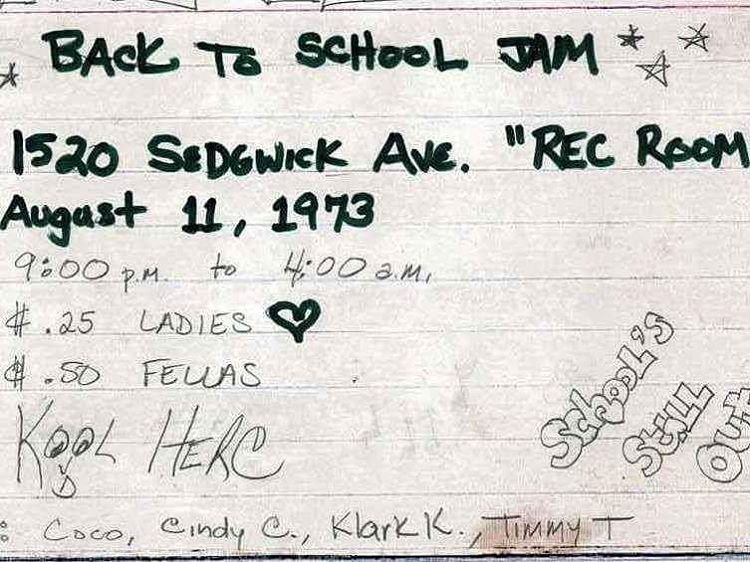 BACK TO SCHOOL JAM
1520 SEDGWICK AVE. "REC ROOM
August 11, 1973
9:00 p.m. to 4:00 a.m.
$ .25 LADIES
$ .50 FELLAS
KOOL HERC
School's
Still
Out
: Coco, Cindy C., Klark K., Timmy T